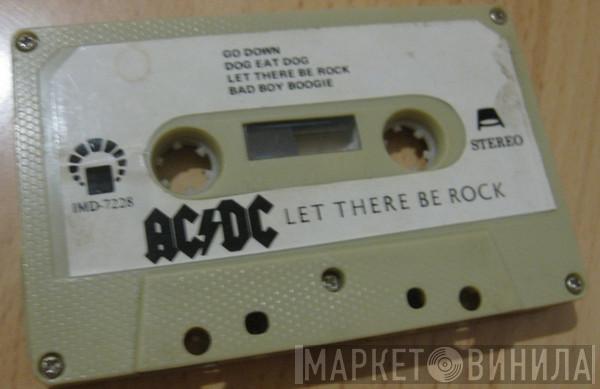 GO DOWN
DOG EAT DOG
LET THERE BE ROCK
BAD BOY BOOGIE
STEREO
IMD-7228
AC/DC LET THERE BE ROCK
МАРКЕТ ВИНИЛА